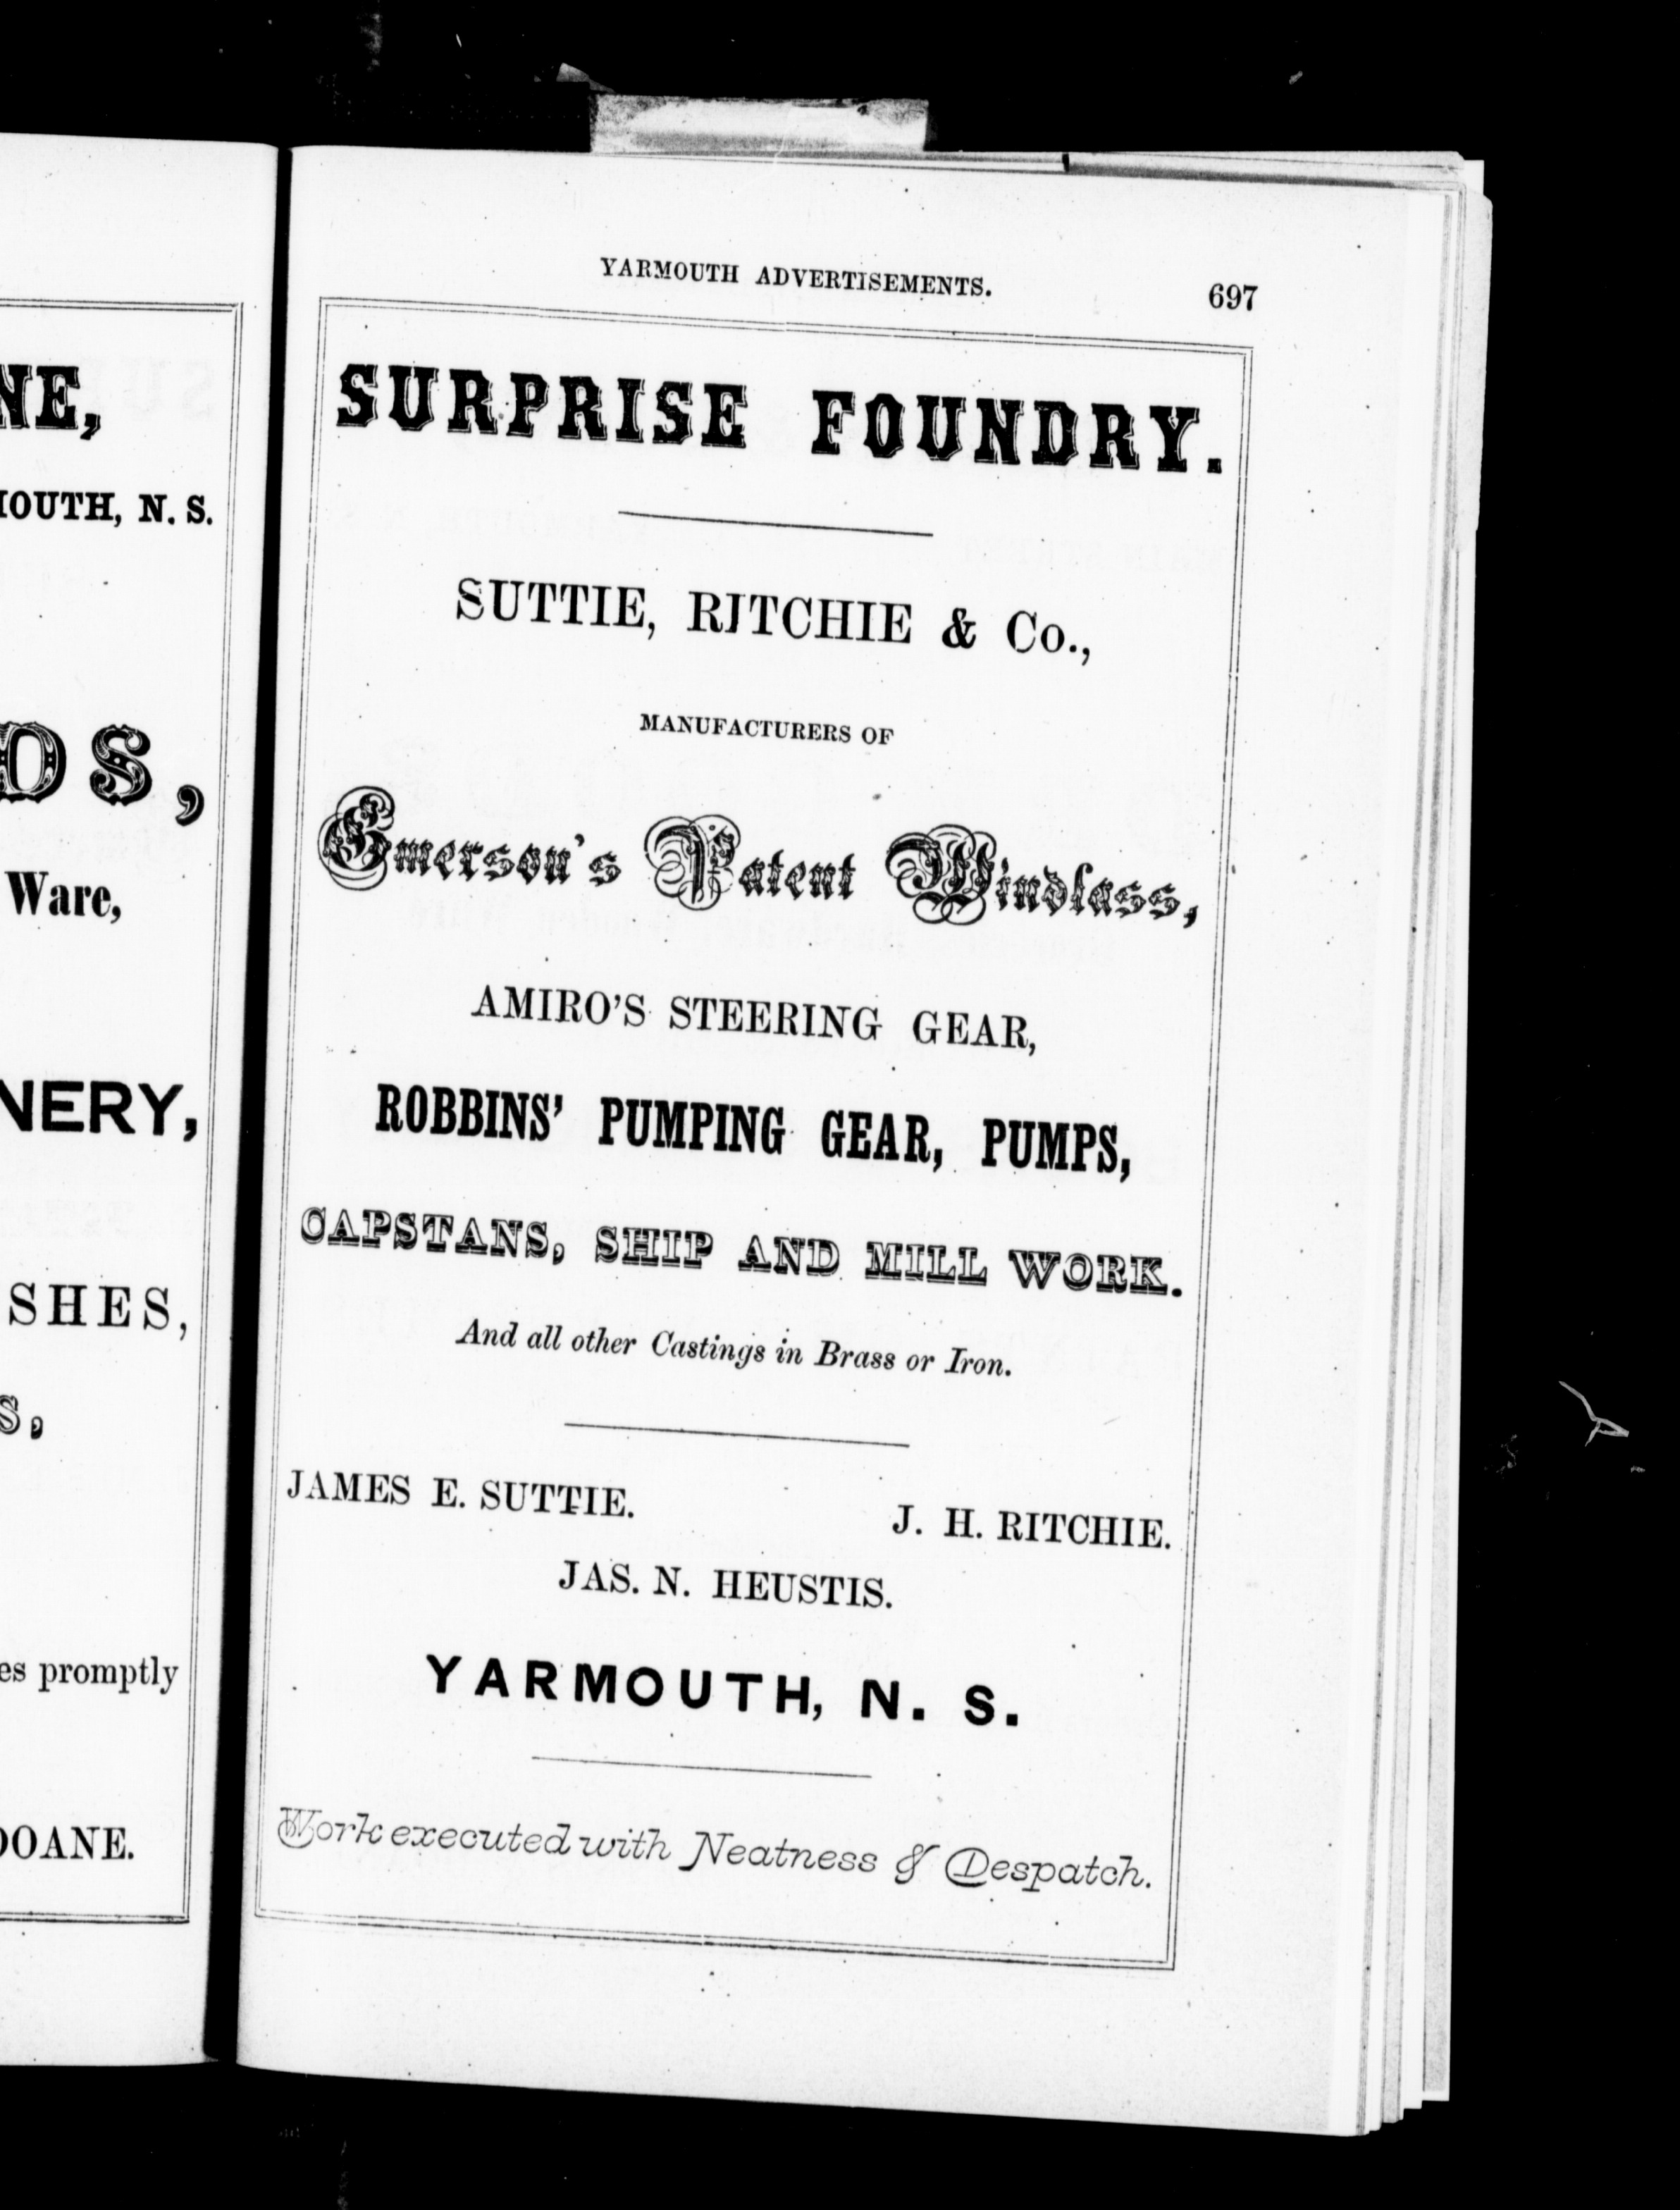 NE,
MOUTH, N. S.
DS,
Ware,
NERY,
SHES,
S,
es promptly
DOANE.
YARMOUTH ADVERTISEMENTS.
697
SURPRISE FOUNDRY.
SUTTIE, RITCHIE & Co.,
MANUFACTURERS OF
Emerson's Patent Windlass,
AMIRO'S STEERING GEAR,
ROBBINS' PUMPING GEAR, PUMPS,
CAPSTANS, SHIP AND MILL WORK.
And all other Castings in Brass or Iron.
JAMES E. SUTTIE.
J. H. RITCHIE.
JAS. N. HEUSTIS.
YARMOUTH, N. S.
Work executed with Neatness & Despatch.